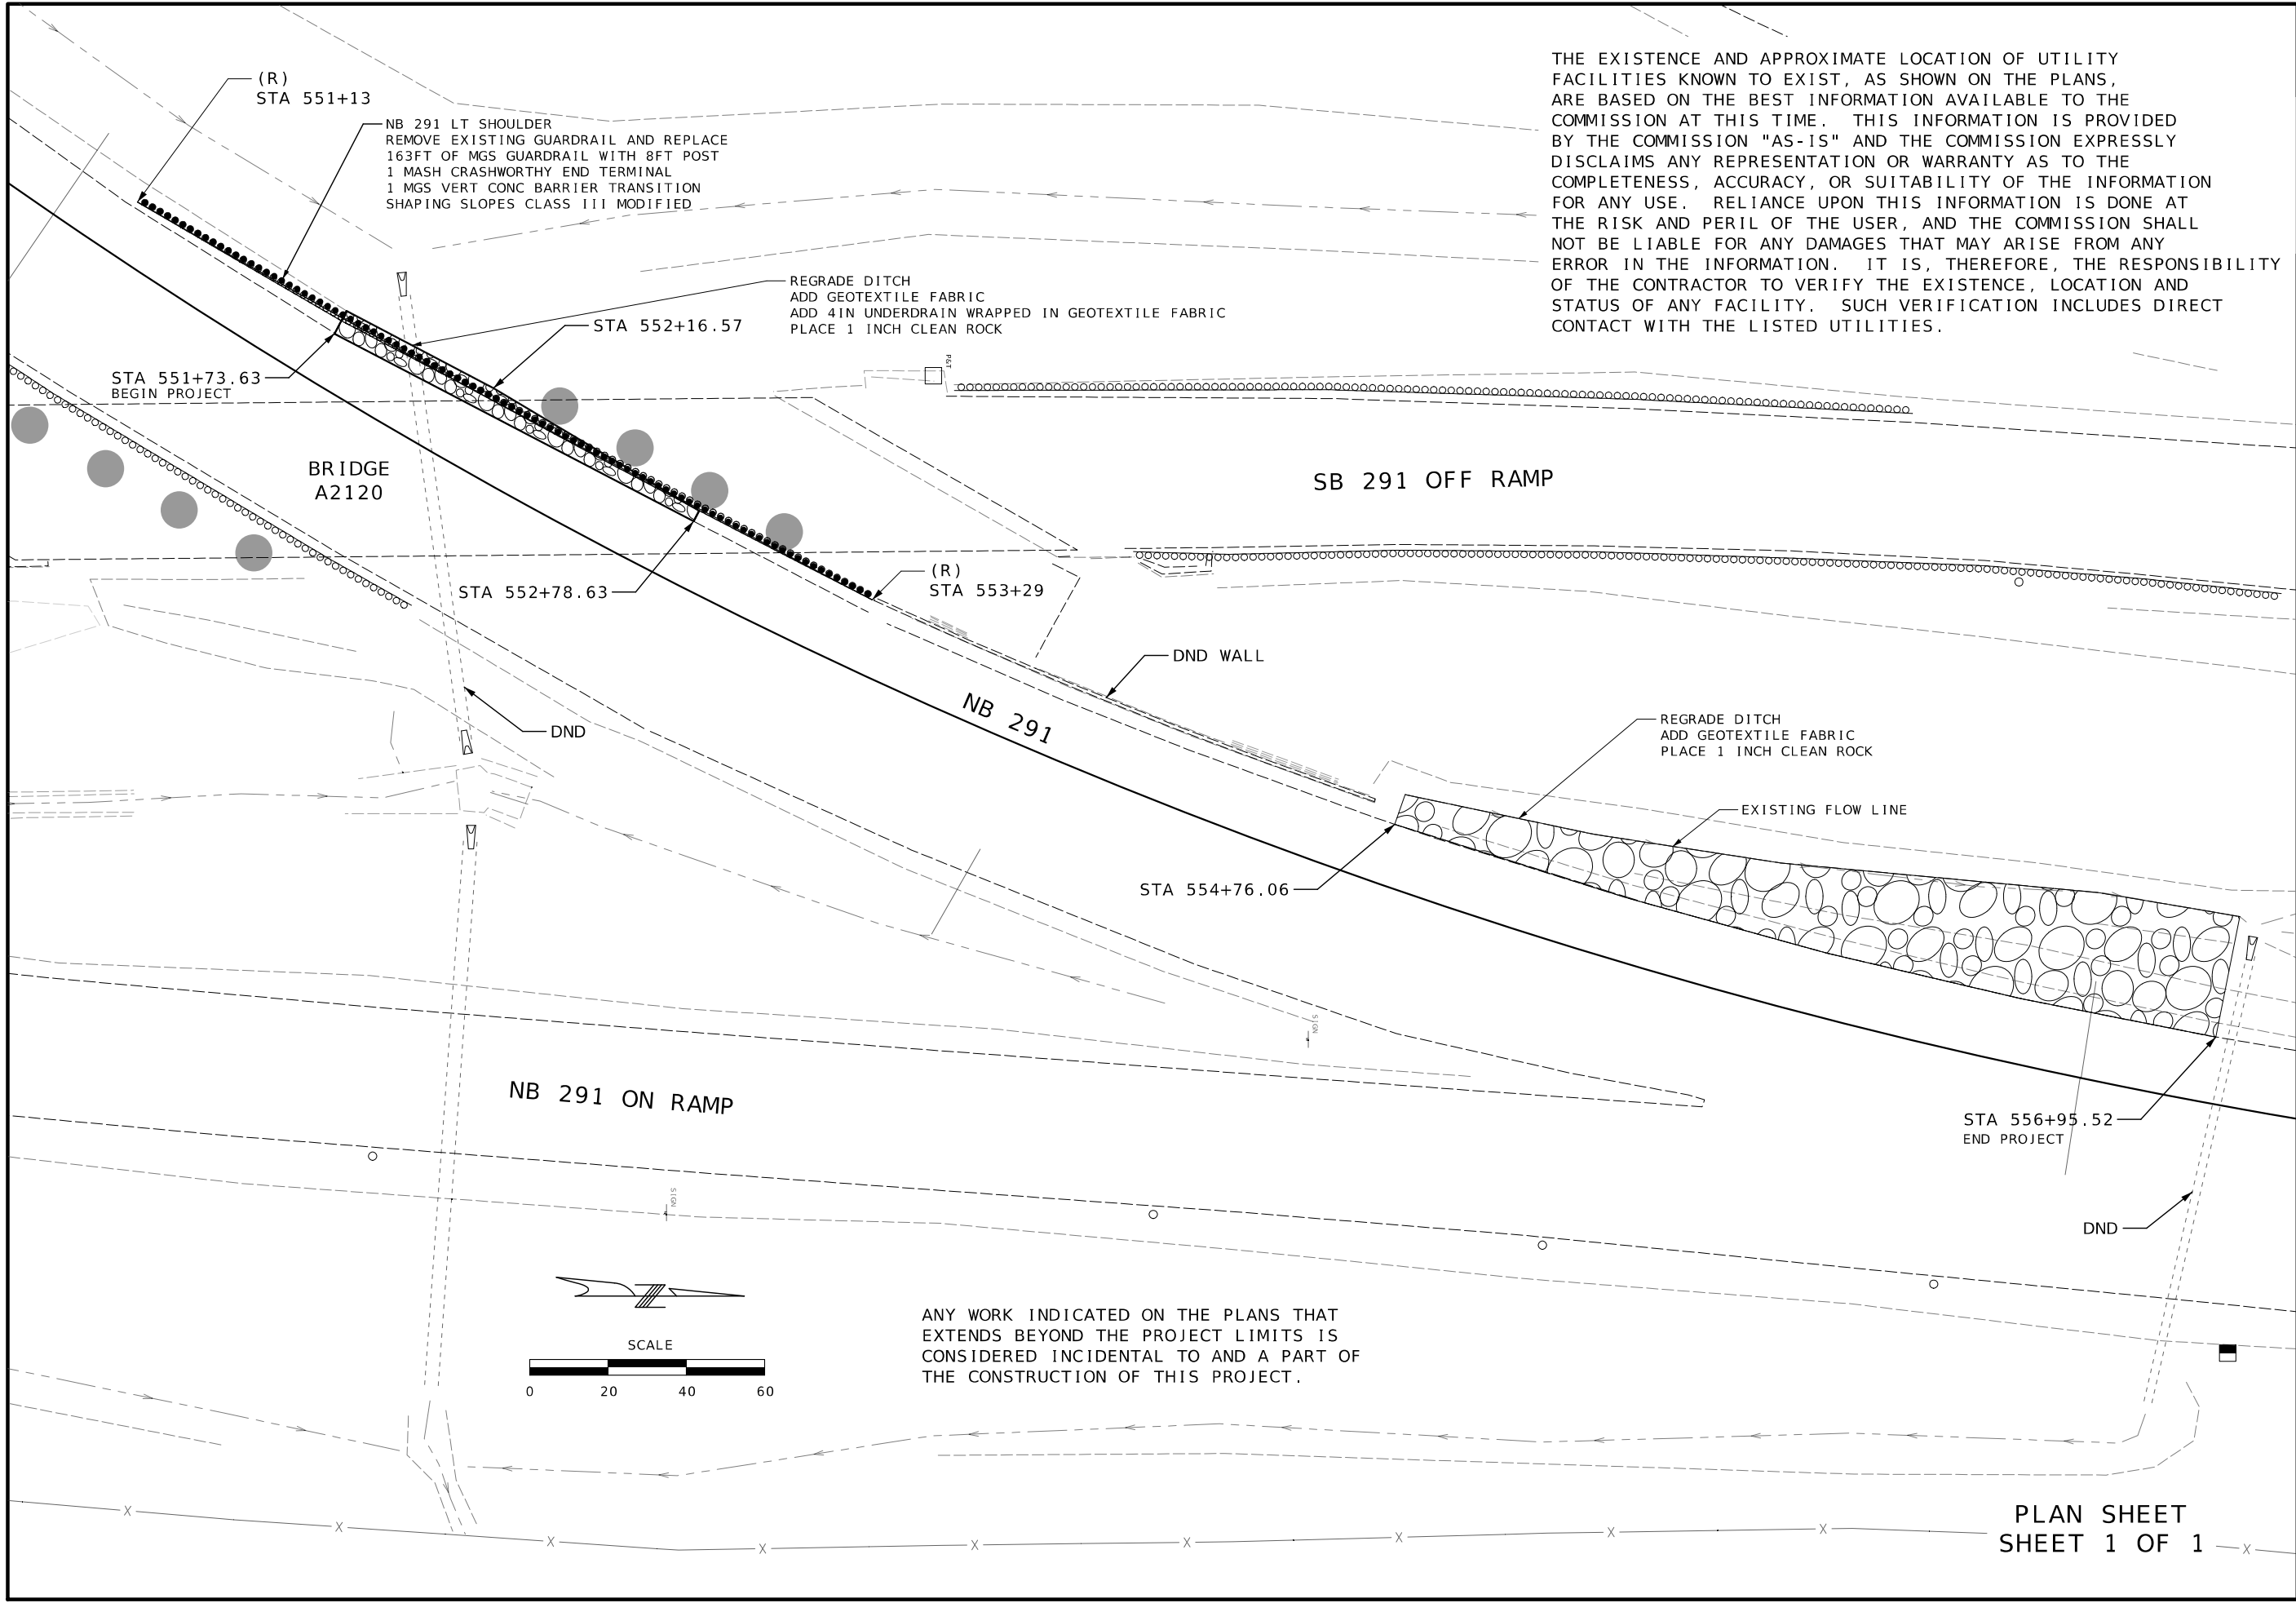 (R)
STA 551+13
NB 291 LT SHOULDER
REMOVE EXISTING GUARDRAIL AND REPLACE
163FT OF MGS GUARDRAIL WITH 8FT POST
1 MASH CRASHWORTHY END TERMINAL
1 MGS VERT CONC BARRIER TRANSITION
SHAPING SLOPES CLASS III MODIFIED
THE EXISTENCE AND APPROXIMATE LOCATION OF UTILITY
FACILITIES KNOWN TO EXIST, AS SHOWN ON THE PLANS,
ARE BASED ON THE BEST INFORMATION AVAILABLE TO THE
COMMISSION AT THIS TIME. THIS INFORMATION IS PROVIDED
BY THE COMMISSION "AS-IS" AND THE COMMISSION EXPRESSLY
DISCLAIMS ANY REPRESENTATION OR WARRANTY AS TO THE
COMPLETENESS, ACCURACY, OR SUITABILITY OF THE INFORMATION
FOR ANY USE. RELIANCE UPON THIS INFORMATION IS DONE AT
THE RISK AND PERIL OF THE USER, AND THE COMMISSION SHALL
NOT BE LIABLE FOR ANY DAMAGES THAT MAY ARISE FROM ANY
ERROR IN THE INFORMATION. IT IS, THEREFORE, THE RESPONSIBILITY
OF THE CONTRACTOR TO VERIFY THE EXISTENCE, LOCATION AND
STATUS OF ANY FACILITY. SUCH VERIFICATION INCLUDES DIRECT
CONTACT WITH THE LISTED UTILITIES.
REGRADE DITCH
ADD GEOTEXTILE FABRIC
ADD 4IN UNDERDRAIN WRAPPED IN GEOTEXTILE FABRIC
PLACE 1 INCH CLEAN ROCK
STA 552+16.57
STA 551+73.63
BEGIN PROJECT
BRIDGE
A2120
SB 291 OFF RAMP
STA 552+78.63
(R)
STA 553+29
DND WALL
NB 291
DND
REGRADE DITCH
ADD GEOTEXTILE FABRIC
PLACE 1 INCH CLEAN ROCK
EXISTING FLOW LINE
STA 554+76.06
SIGN
NB 291 ON RAMP
STA 556+95.52
END PROJECT
SIGN
DND
SCALE
0 20 40 60
ANY WORK INDICATED ON THE PLANS THAT
EXTENDS BEYOND THE PROJECT LIMITS IS
CONSIDERED INCIDENTAL TO AND A PART OF
THE CONSTRUCTION OF THIS PROJECT.
PLAN SHEET
SHEET 1 OF 1